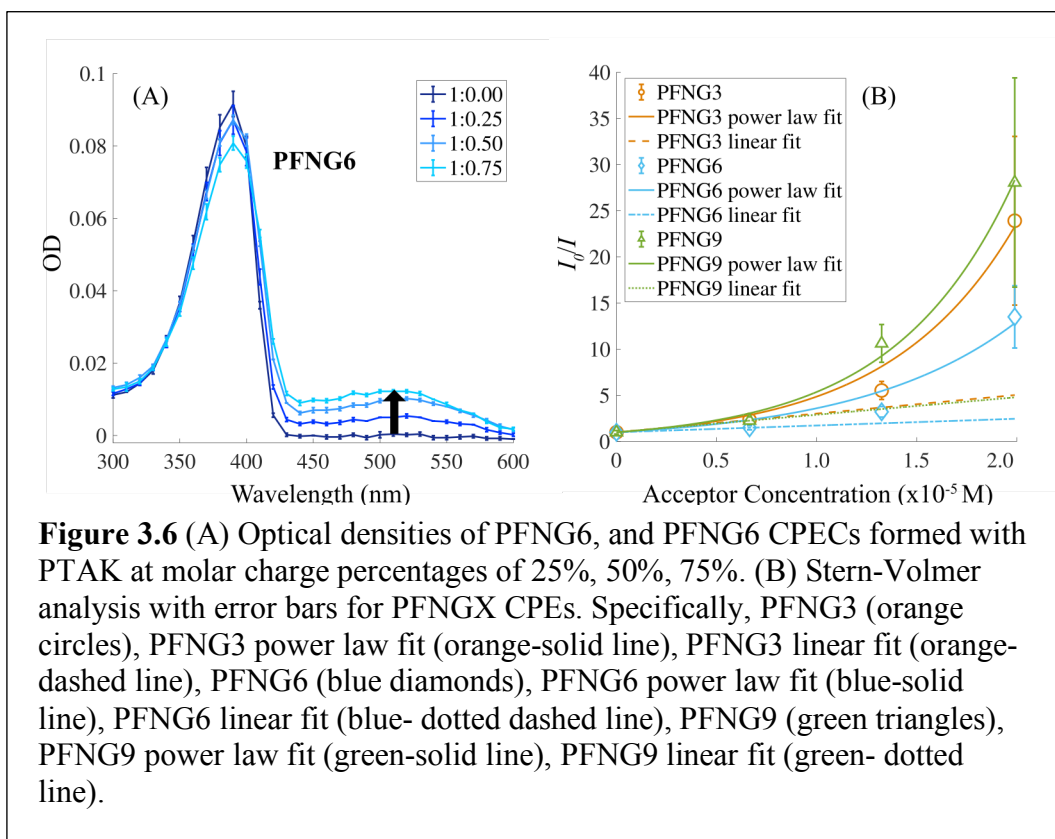 (A)
PFNG6
1:0.00
1:0.25
1:0.50
1:0.75
OD
0.1
0.08
0.06
0.04
0.02
0
300 350 400 450 500 550 600
Wavelength (nm)
(B)
PFNG3
PFNG3 power law fit
PFNG3 linear fit
PFNG6
PFNG6 power law fit
PFNG6 linear fit
PFNG9
PFNG9 power law fit
PFNG9 linear fit
I0/I
40
35
30
25
20
15
10
5
0
0 0.5 1 1.5 2.0
Acceptor Concentration (x10-5 M)
Figure 3.6 (A) Optical densities of PFNG6, and PFNG6 CPECs formed with
PTAK at molar charge percentages of 25%, 50%, 75%. (B) Stern-Volmer
analysis with error bars for PFNGX CPEs. Specifically, PFNG3 (orange
circles), PFNG3 power law fit (orange-solid line), PFNG3 linear fit (orange-
dashed line), PFNG6 (blue diamonds), PFNG6 power law fit (blue-solid
line), PFNG6 linear fit (blue- dotted dashed line), PFNG9 (green triangles),
PFNG9 power law fit (green-solid line), PFNG9 linear fit (green- dotted
line).